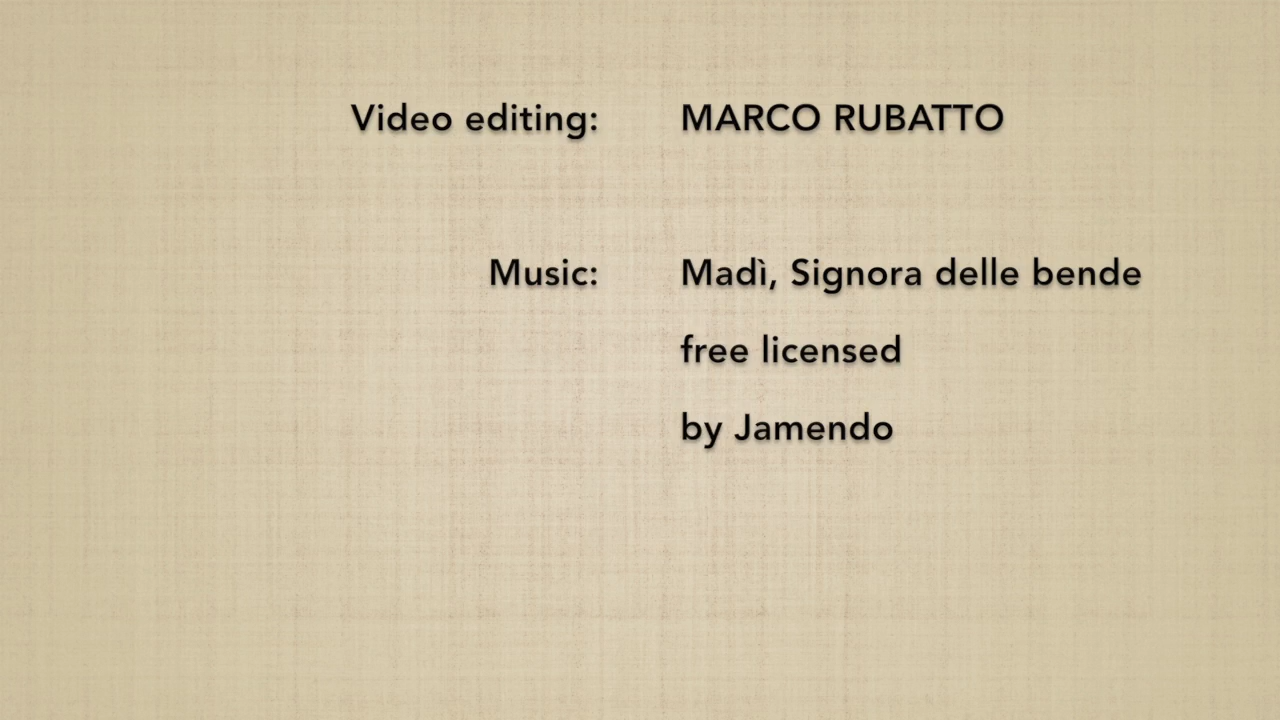 Video editing: MARCO RUBATTO
Music: Madì, Signora delle bende
free licensed
by Jamendo